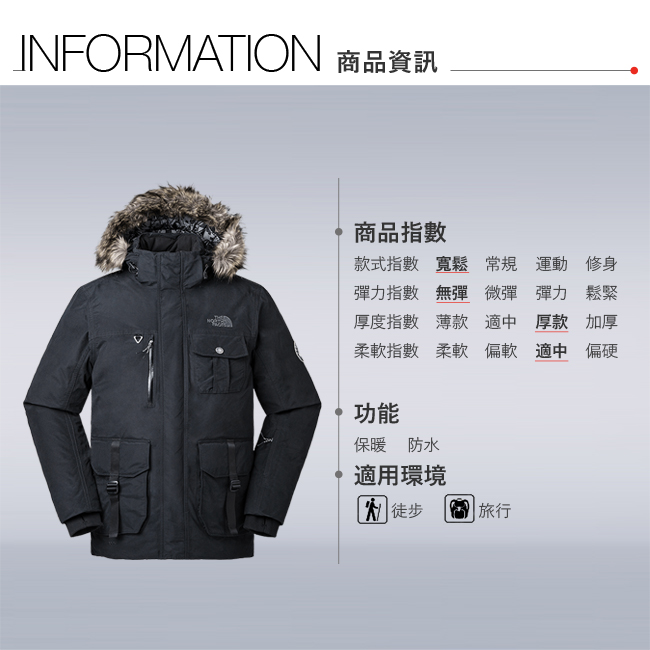 INFORMATION 商品資訊
THE
NORTH
FACE
商品指數
款式指數 寬鬆 常規 運動 修身
彈力指數 無彈 微彈 彈力 鬆緊
厚度指數 薄款 適中 厚款 加厚
柔軟指數 柔軟 偏軟 適中 偏硬
功能
保暖 防水
適用環境
徒步 旅行